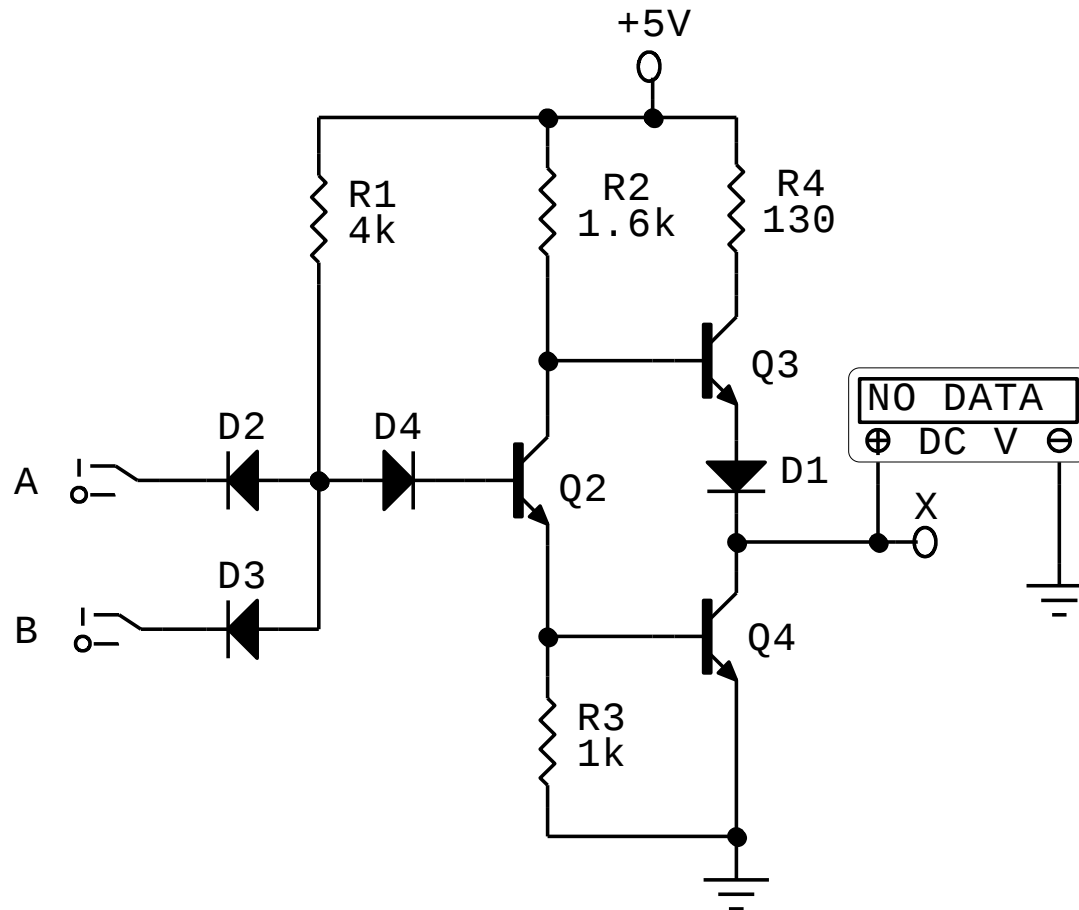 +5V
R1
4k
R2
1.6k
R4
130
Q3
NO DATA
DC V
D2
D4
Q2
D1
X
A
D3
B
Q4
R3
1k